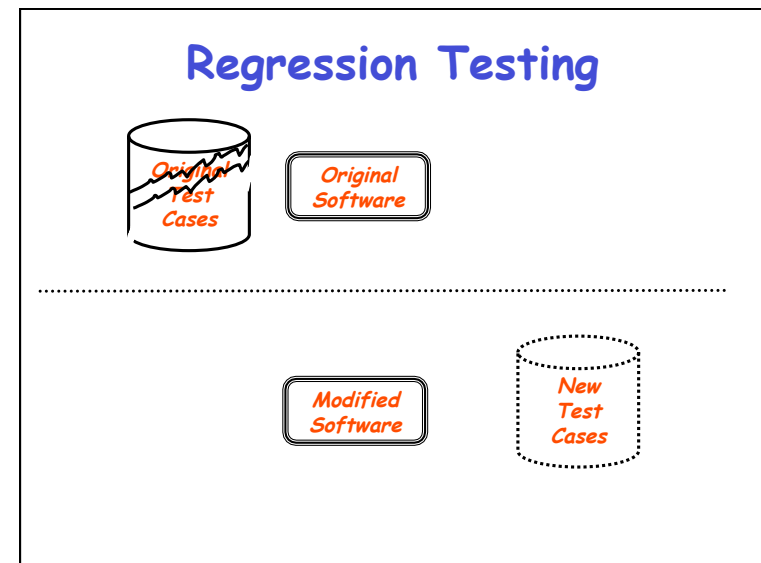 Regression Testing
Original
Test
Cases
Original
Software
Modified
Software
New
Test
Cases